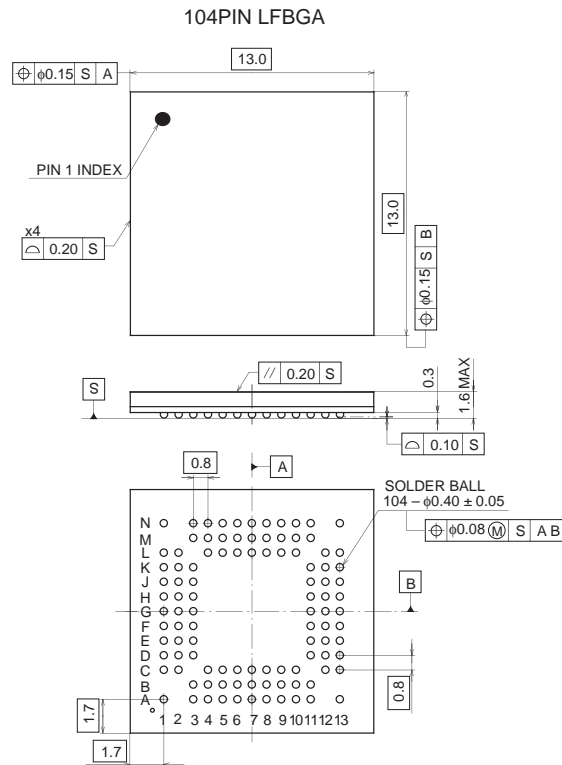 104PIN LFBGA
13.0
⌖ ϕ0.15 S A
PIN 1 INDEX
x4
⌓ 0.20 S
13.0
⌖ ϕ0.15 S B
// 0.20 S
S
0.3
1.6 MAX
⌓ 0.10 S
A
0.8
SOLDER BALL
104 – ϕ0.40 ± 0.05
⌖ ϕ0.08 Ⓜ S A B
N
M
L
K
J
H
G
F
E
D
C
B
A
B
0.8
1 2 3 4 5 6 7 8 9 10 11 12 13
1.7
1.7